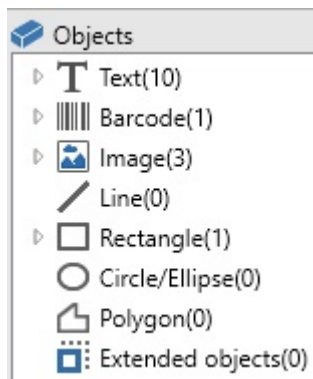 Objects
Text(10)
Barcode(1)
Image(3)
Line(0)
Rectangle(1)
Circle/Ellipse(0)
Polygon(0)
Extended objects(0)